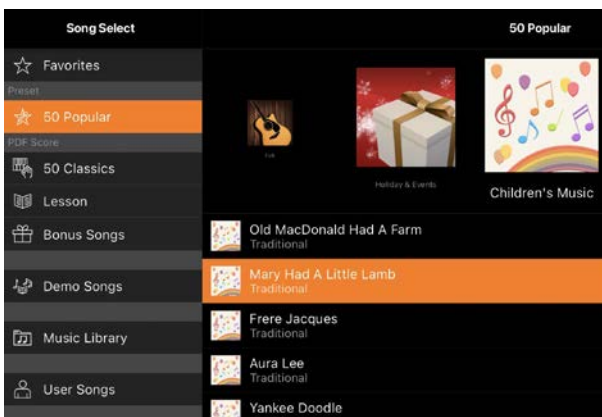 Song Select
Favorites
Preset
50 Popular
PDF Score
50 Classics
Lesson
Bonus Songs
Demo Songs
Music Library
User Songs
50 Popular
Folk
Holiday & Events
Children's Music
Old MacDonald Had A Farm
Traditional
Mary Had A Little Lamb
Traditional
Frere Jacques
Traditional
Aura Lee
Traditional
Yankee Doodle